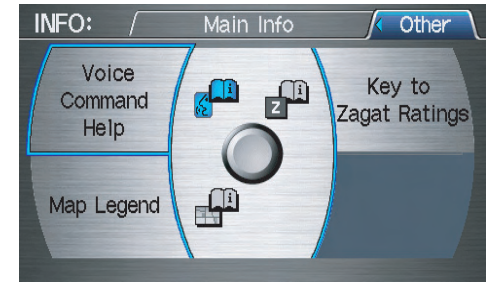 INFO:
Main Info
Other
Voice
Command
Help
Key to
Zagat Ratings
Map Legend
i
i
Z
i